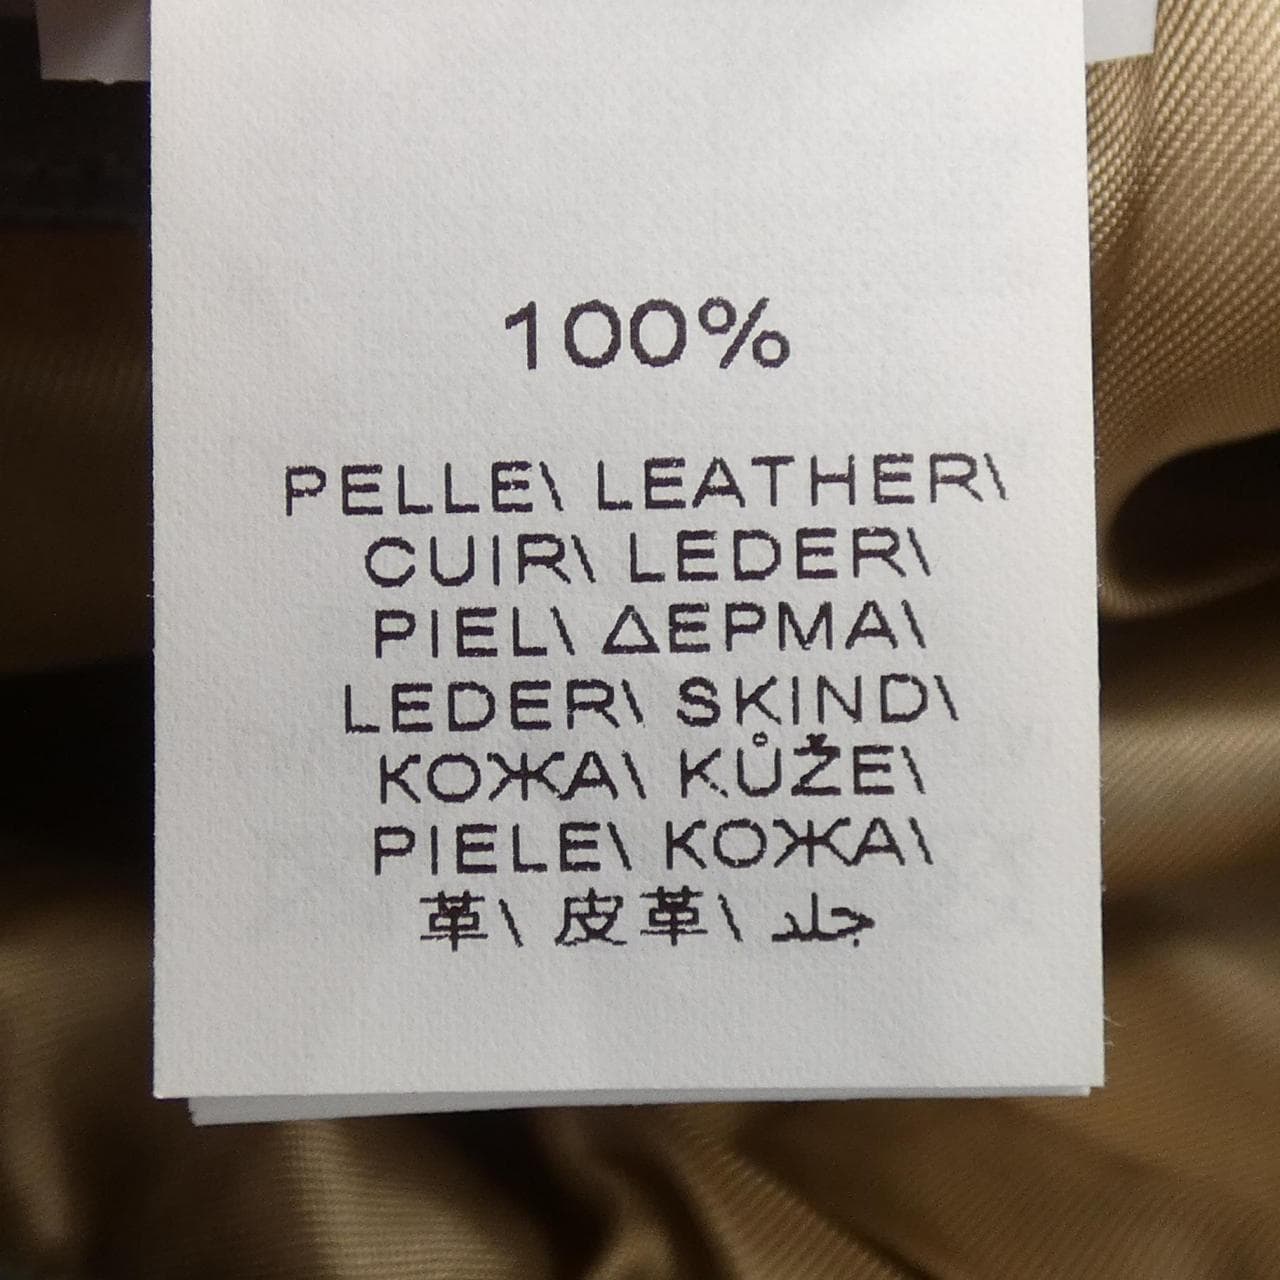 100%
PELLE\ LEATHER\
CUIR\ LEDER\
PIEL\ ΔΕΡΜΑ\
LEDER\ SKIND\
КОЖА\ KŮŽE\
PIELE\ КОЖА\
革\ 皮革\ جلد